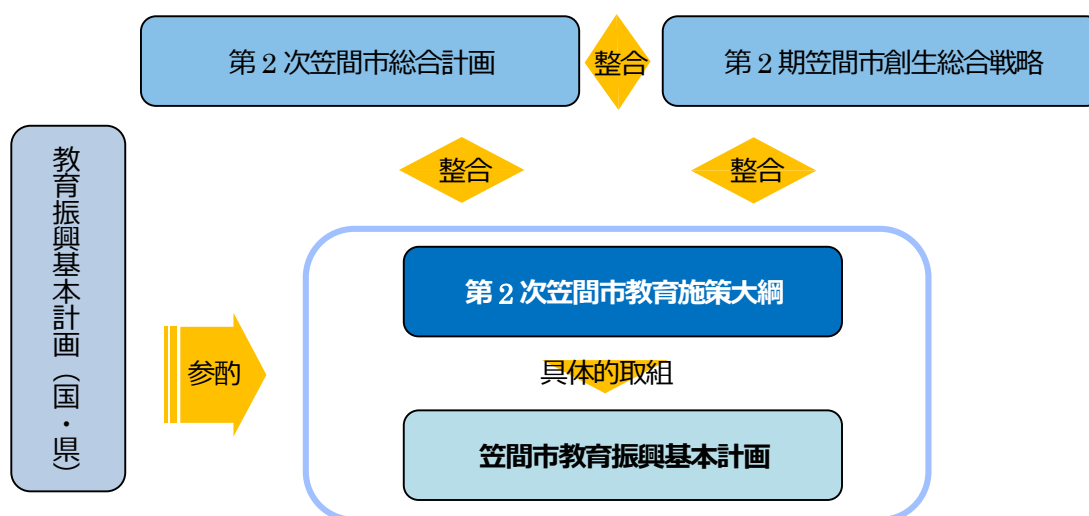 第2次笠間市総合計画
整合
第2期笠間市創生総合戦略
整合
整合
教育振興基本計画（国・県）
第2次笠間市教育施策大綱
参酌
具体的取組
笠間市教育振興基本計画